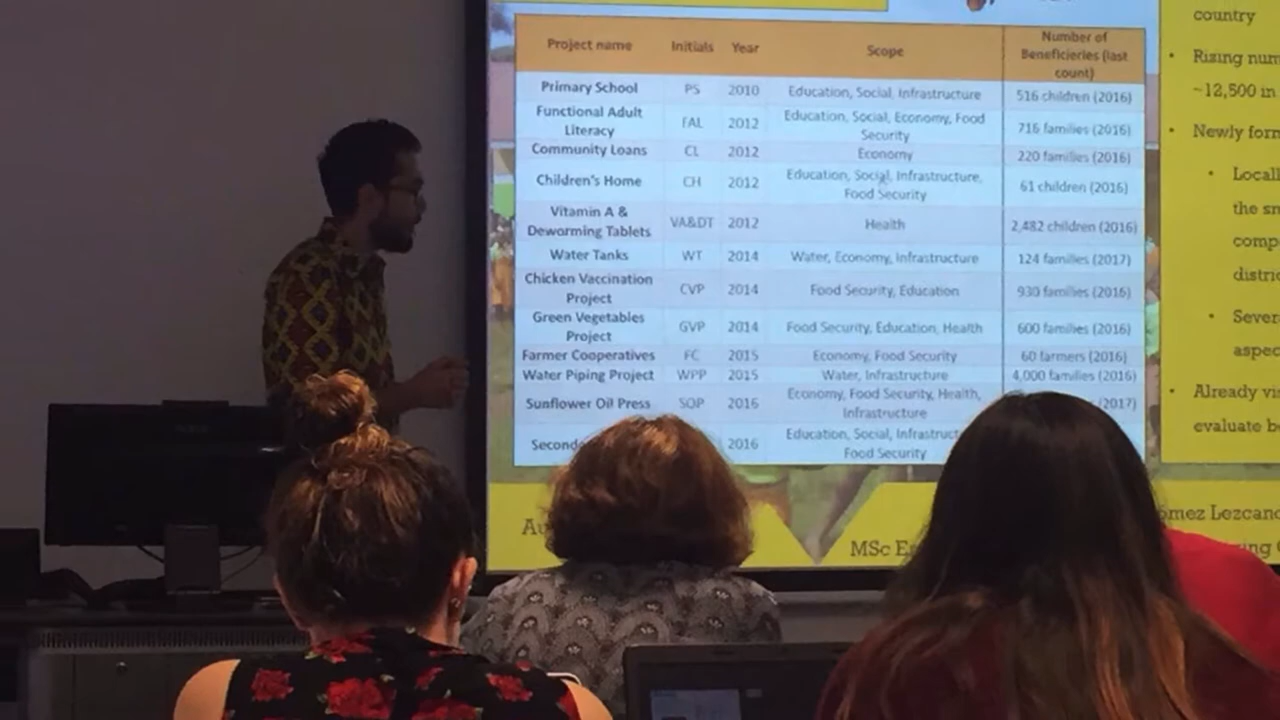 Project name Initials Year Scope Number of Beneficieries (last count)
Primary School PS 2010 Education, Social, Infrastructure 516 children (2016)
Functional Adult Literacy FAL 2012 Education, Social, Economy, Food Security 716 families (2016)
Community Loans CL 2012 Economy 220 families (2016)
Children's Home CH 2012 Education, Social, Infrastructure, Food Security 61 children (2016)
Vitamin A & Deworming Tablets VA&DT 2012 Health 2,482 children (2016)
Water Tanks WT 2014 Water, Economy, Infrastructure 124 families (2017)
Chicken Vaccination Project CVP 2014 Food Security, Education 930 families (2016)
Green Vegetables Project GVP 2014 Food Security, Education, Health 600 families (2016)
Farmer Cooperatives FC 2015 Economy, Food Security 60 farmers (2016)
Water Piping Project WPP 2015 Water, Infrastructure 4,000 families (2016)
Sunflower Oil Press SOP 2016 Economy, Food Security, Health, Infrastructure (2017)
Second 2016 Education, Social, Infrastruct Food Security
country
• Rising num
~12,500 in
• Newly form
• Locall
the sm
comp
distric
• Sever
aspec
• Already vi
evaluate b
Au
mez Lezcano
MSc E
ng